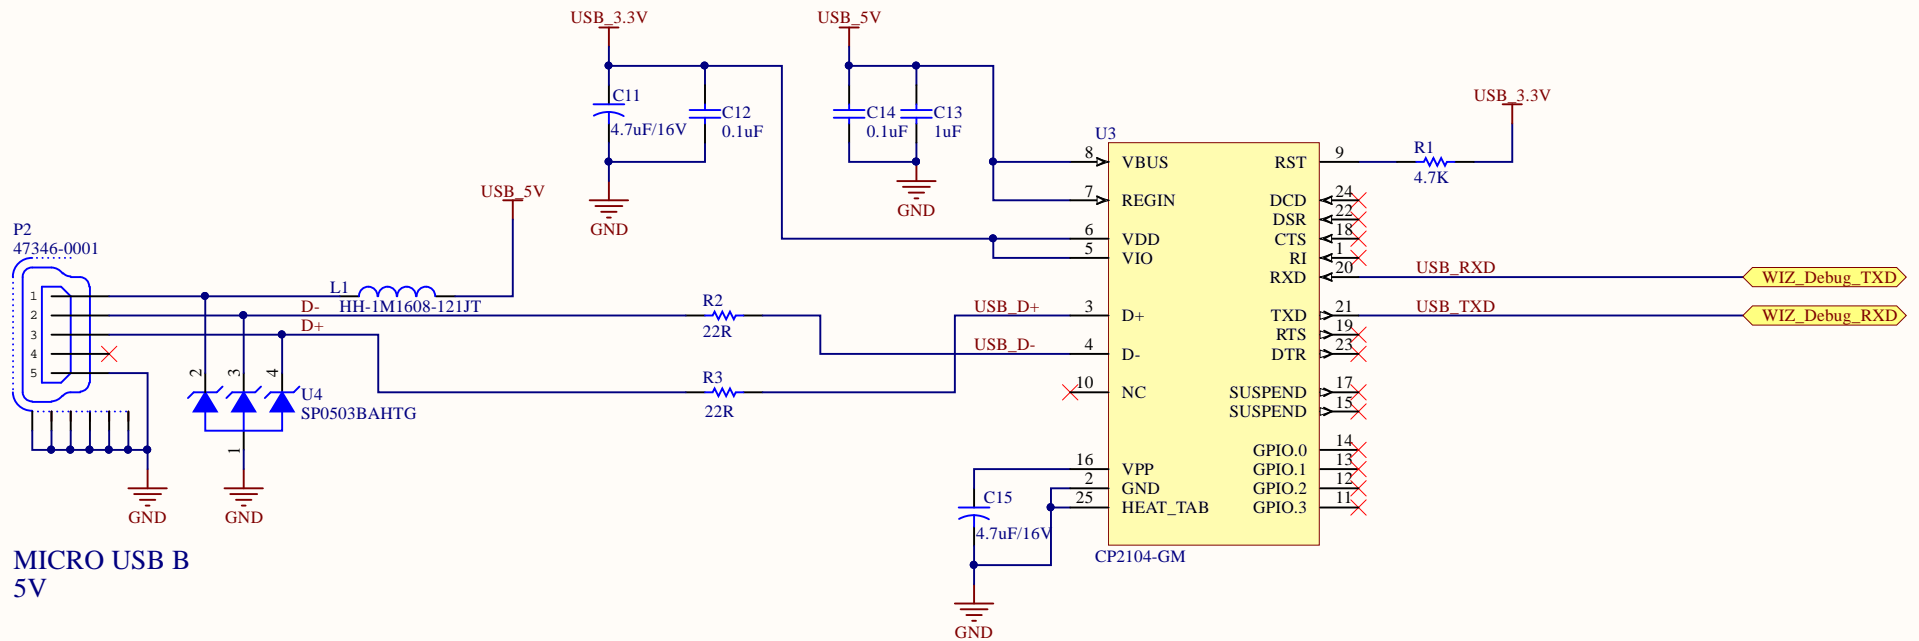 USB_3.3V
USB_5V
C11
4.7uF/16V
C12
0.1uF
GND
C14
0.1uF
C13
1uF
GND
USB_3.3V
R1
4.7K
USB_5V
P2
47346-0001
1
2
3
4
5
L1
HH-1M1608-121JT
D-
D+
R2
22R
R3
22R
2
3
4
U4
SP0503BAHTG
1
GND
GND
MICRO USB B
5V
USB_D+
USB_D-
U3
8 VBUS
7 REGIN
6 VDD
5 VIO
3 D+
4 D-
10 NC
16 VPP
2 GND
25 HEAT_TAB
RST 9
DCD 24
DSR 22
CTS 18
RI 1
RXD 20
TXD 21
RTS 19
DTR 23
SUSPEND 17
SUSPEND 15
GPIO.0 14
GPIO.1 13
GPIO.2 12
GPIO.3 11
CP2104-GM
C15
4.7uF/16V
GND
USB_RXD
WIZ_Debug_TXD
USB_TXD
WIZ_Debug_RXD